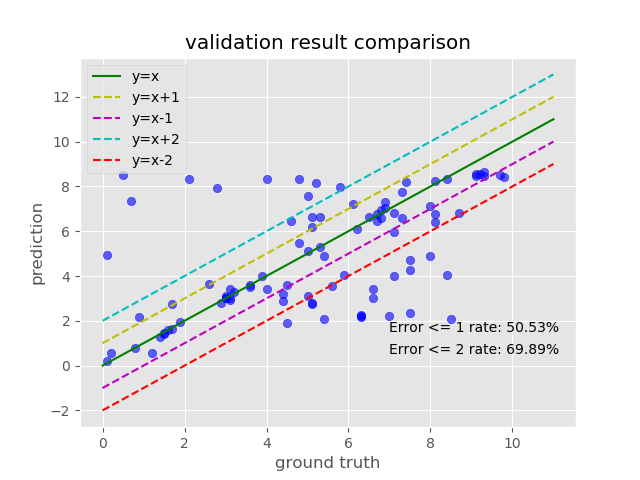 validation result comparison
y=x
y=x+1
y=x-1
y=x+2
y=x-2
12
10
8
6
4
2
0
−2
prediction
Error <= 1 rate: 50.53%
Error <= 2 rate: 69.89%
0 2 4 6 8 10
ground truth